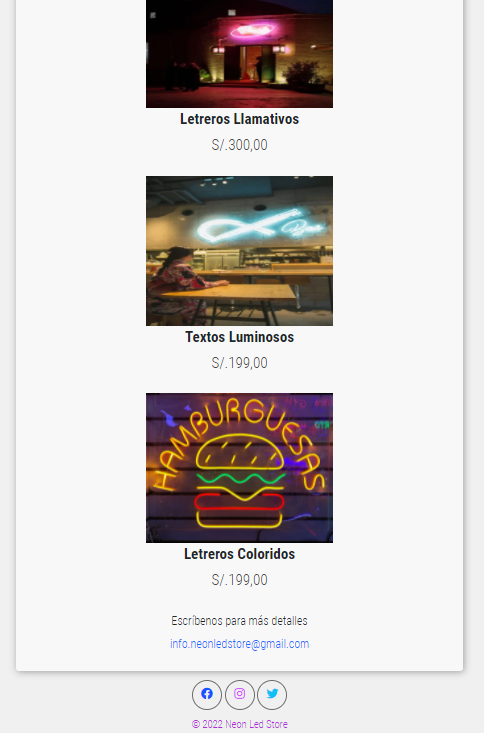 Letreros Llamativos
S/.300,00
Textos Luminosos
S/.199,00
HAMBURGUESAS
Letreros Coloridos
S/.199,00
Escríbenos para más detalles
info.neonledstore@gmail.com
© 2022 Neon Led Store